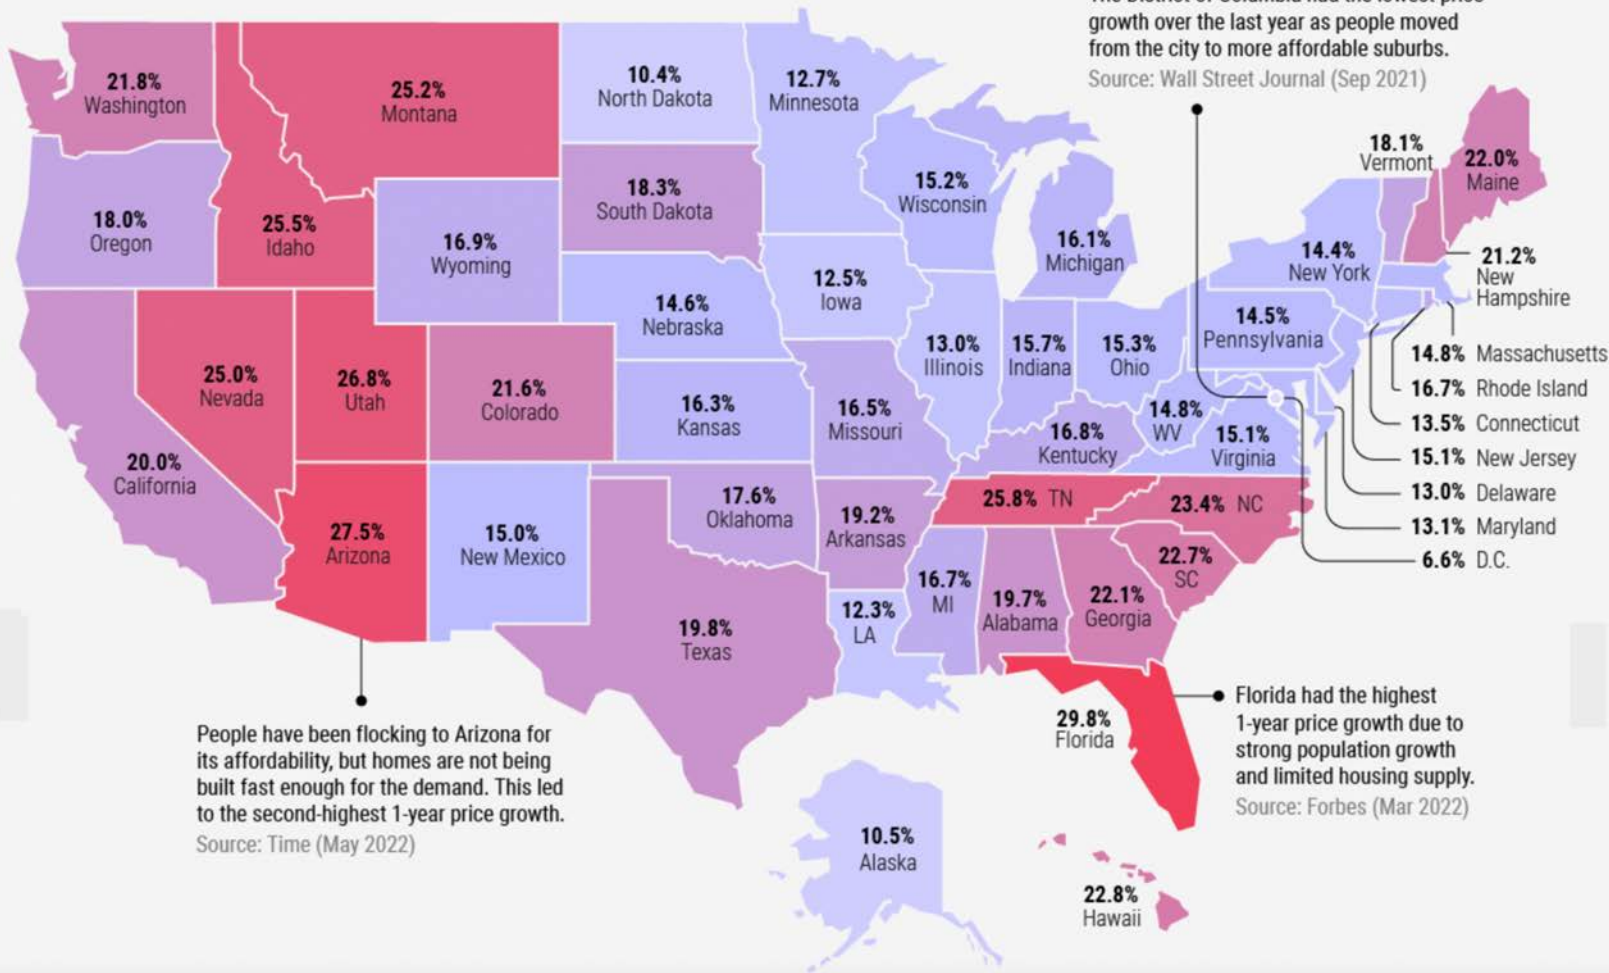 growth over the last year as people moved
from the city to more affordable suburbs.
Source: Wall Street Journal (Sep 2021)
21.8%
Washington
25.2%
Montana
10.4%
North Dakota
12.7%
Minnesota
18.1%
Vermont
22.0%
Maine
18.0%
Oregon
25.5%
Idaho
16.9%
Wyoming
18.3%
South Dakota
15.2%
Wisconsin
16.1%
Michigan
14.4%
New York
21.2%
New
Hampshire
14.6%
Nebraska
12.5%
Iowa
13.0%
Illinois
15.7%
Indiana
15.3%
Ohio
14.5%
Pennsylvania
14.8% Massachusetts
16.7% Rhode Island
13.5% Connecticut
15.1% New Jersey
13.0% Delaware
13.1% Maryland
6.6% D.C.
25.0%
Nevada
26.8%
Utah
21.6%
Colorado
16.3%
Kansas
16.5%
Missouri
16.8%
Kentucky
14.8%
WV
15.1%
Virginia
20.0%
California
27.5%
Arizona
15.0%
New Mexico
17.6%
Oklahoma
19.2%
Arkansas
25.8% TN
23.4% NC
22.7%
SC
19.8%
Texas
12.3%
LA
16.7%
MI
19.7%
Alabama
22.1%
Georgia
29.8%
Florida
People have been flocking to Arizona for
its affordability, but homes are not being
built fast enough for the demand. This led
to the second-highest 1-year price growth.
Source: Time (May 2022)
Florida had the highest
1-year price growth due to
strong population growth
and limited housing supply.
Source: Forbes (Mar 2022)
10.5%
Alaska
22.8%
Hawaii